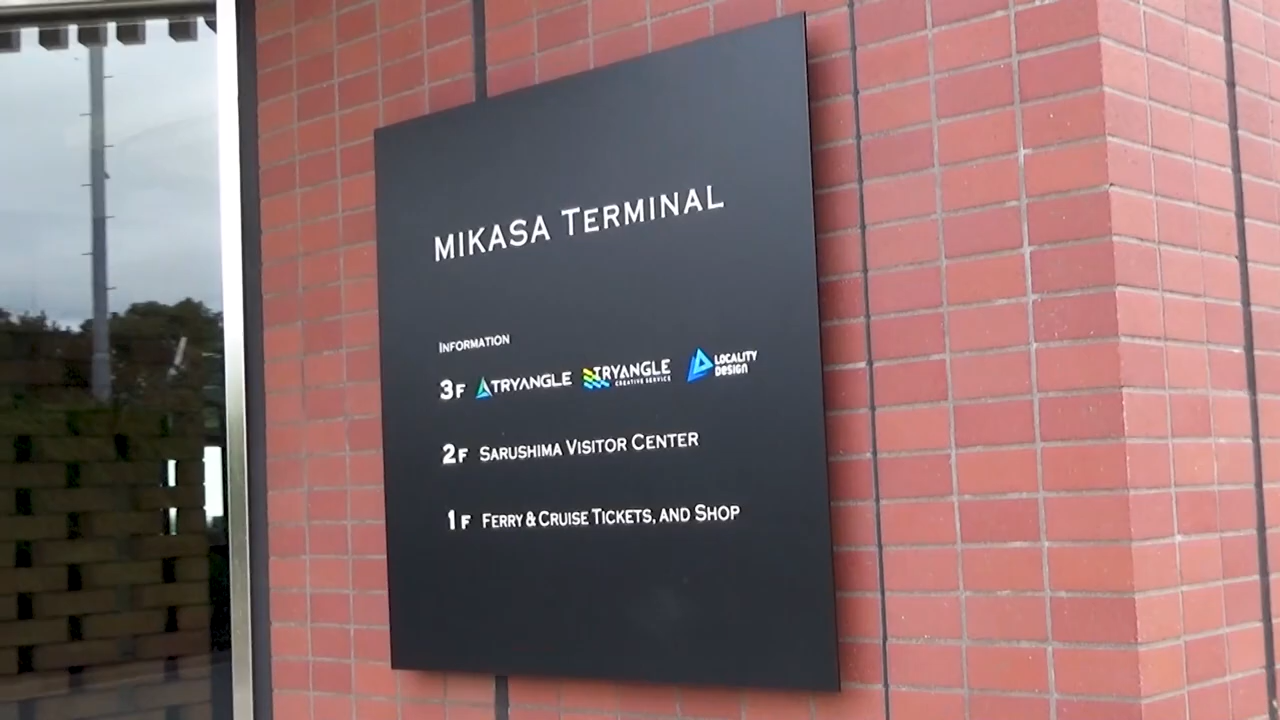 MIKASA TERMINAL
INFORMATION
3F TRYANGLE TRYANGLE CREATIVE SERVICE LOCALITY DESIGN
2F SARUSHIMA VISITOR CENTER
1F FERRY & CRUISE TICKETS, AND SHOP